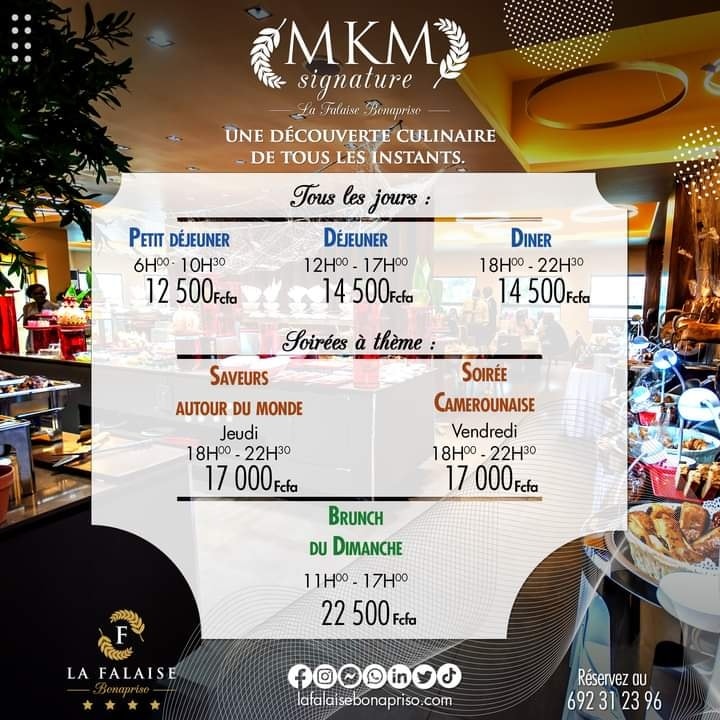 MKM
signature
La Falaise Bonapriso
UNE DÉCOUVERTE CULINAIRE
DE TOUS LES INSTANTS.
Tous les jours :
PETIT DÉJEUNER
6H00 - 10H30
12 500Fcfa
DÉJEUNER
12H00 - 17H00
14 500Fcfa
DINER
18H00 - 22H30
14 500Fcfa
Soirées à thème :
SAVEURS
AUTOUR DU MONDE
Jeudi
18H00 - 22H30
17 000Fcfa
SOIRÉE
CAMEROUNAISE
Vendredi
18H00 - 22H30
17 000Fcfa
BRUNCH
DU DIMANCHE
11H00 - 17H00
22 500Fcfa
F
LA FALAISE
Bonapriso
lafalaisebonapriso.com
Réservez au
692 31 23 96